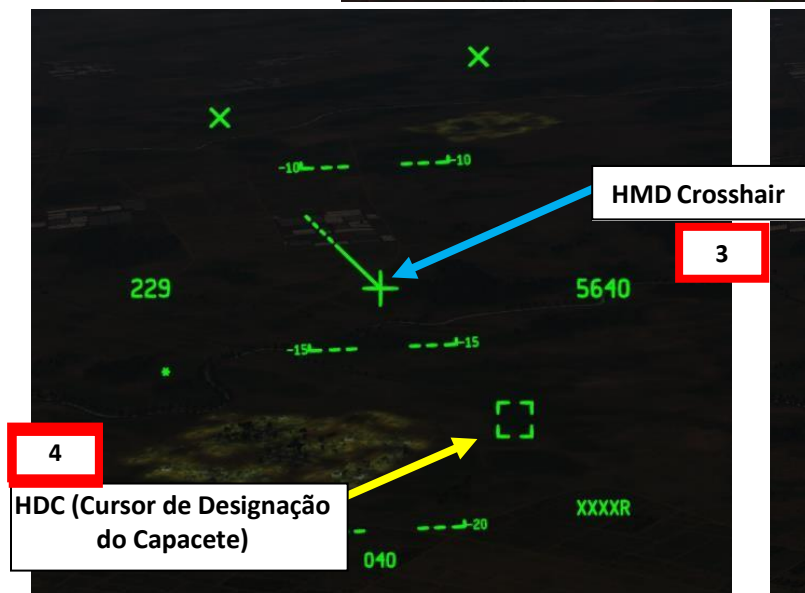 -10 -10
HMD Crosshair
3
229 5640
-15 -15
4
HDC (Cursor de Designação
do Capacete)
XXXXR
-20
040